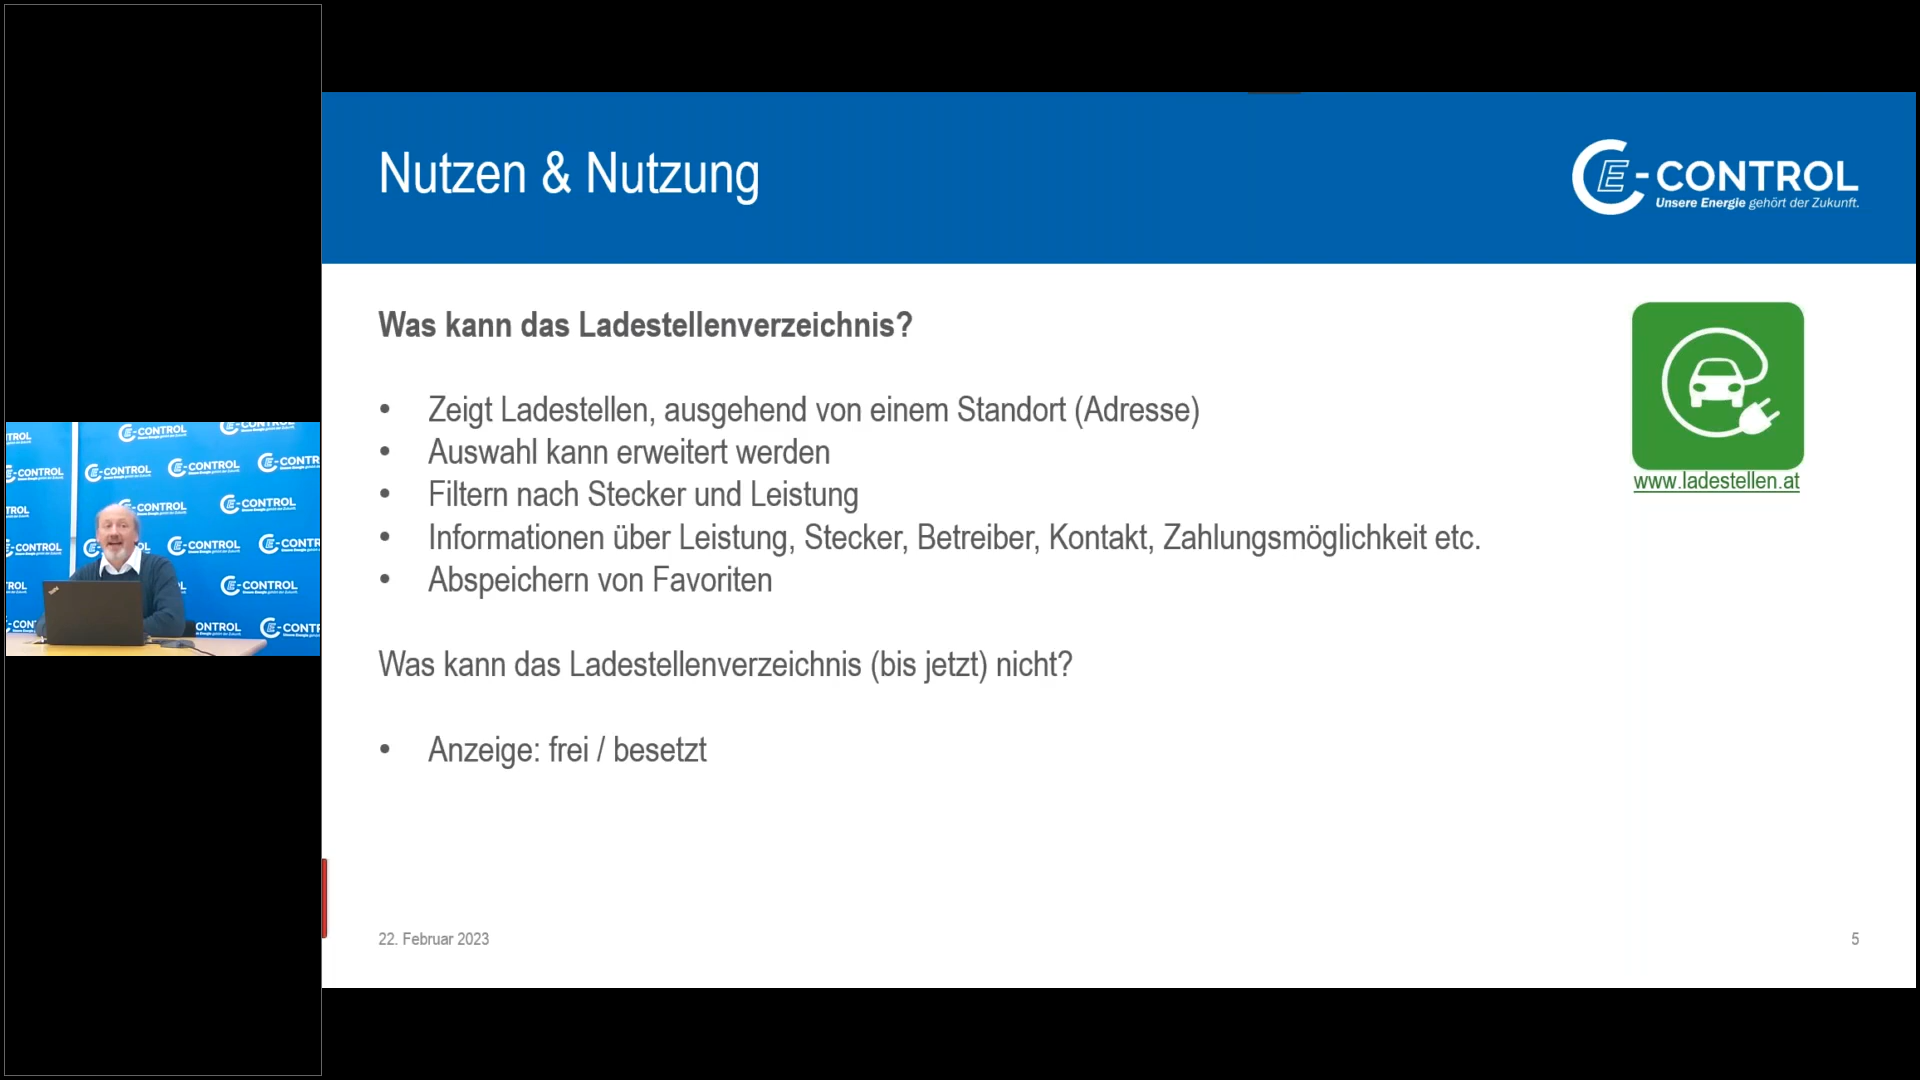 Nutzen & Nutzung
E-CONTROL
Unsere Energie gehört der Zukunft.
Was kann das Ladestellenverzeichnis?
• Zeigt Ladestellen, ausgehend von einem Standort (Adresse)
• Auswahl kann erweitert werden
• Filtern nach Stecker und Leistung
• Informationen über Leistung, Stecker, Betreiber, Kontakt, Zahlungsmöglichkeit etc.
• Abspeichern von Favoriten
www.ladestellen.at
Was kann das Ladestellenverzeichnis (bis jetzt) nicht?
• Anzeige: frei / besetzt
22. Februar 2023
5